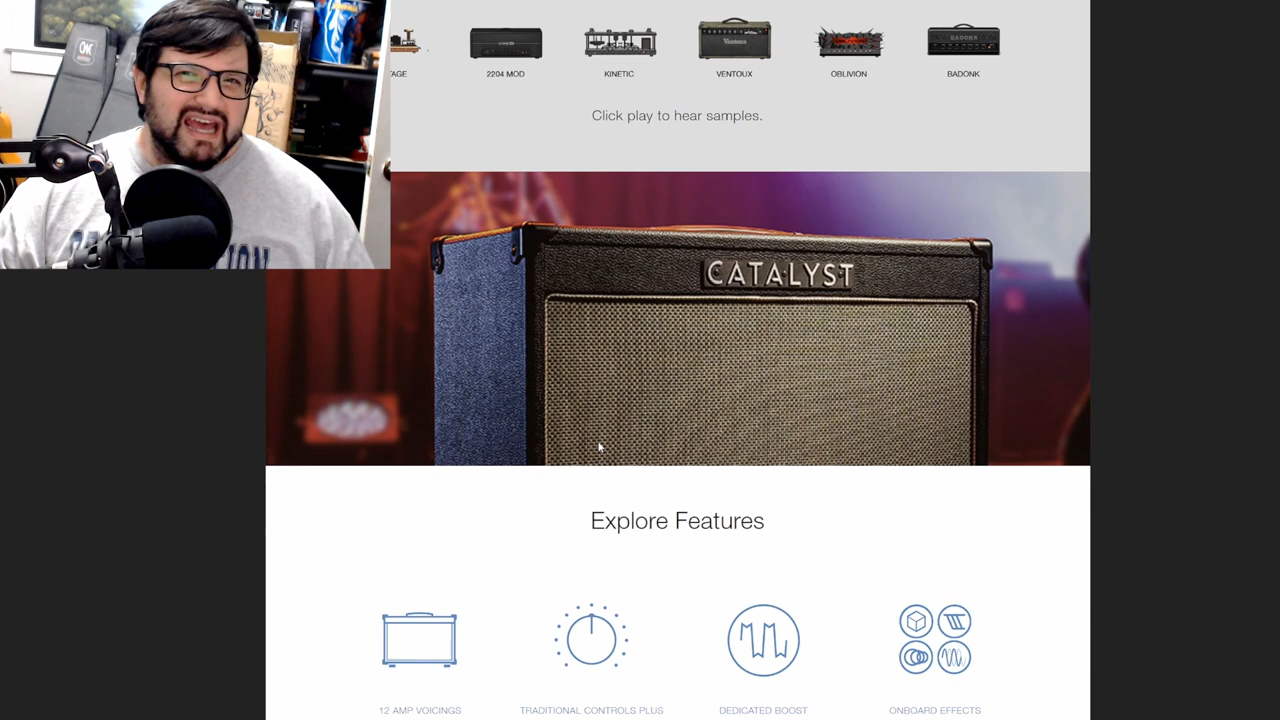 TAGE
2204 MOD
KINETIC
VENTOUX
OBLIVION
BADONK
Click play to hear samples.
CATALYST
Explore Features
12 AMP VOICINGS
TRADITIONAL CONTROLS PLUS
DEDICATED BOOST
ONBOARD EFFECTS